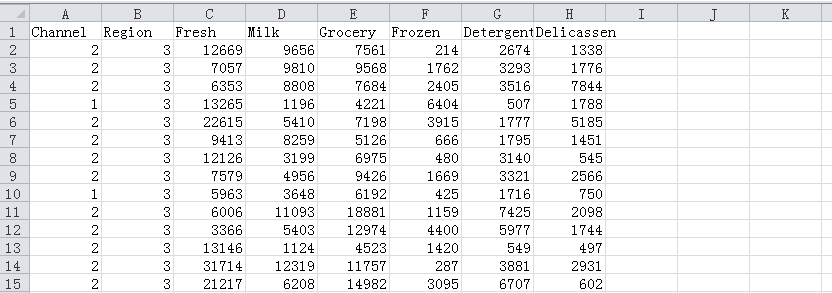 A B C D E F G H I J K
1 Channel Region Fresh Milk Grocery Frozen Detergent Delicassen
2 2 3 12669 9656 7561 214 2674 1338
3 2 3 7057 9810 9568 1762 3293 1776
4 2 3 6353 8808 7684 2405 3516 7844
5 1 3 13265 1196 4221 6404 507 1788
6 2 3 22615 5410 7198 3915 1777 5185
7 2 3 9413 8259 5126 666 1795 1451
8 2 3 12126 3199 6975 480 3140 545
9 2 3 7579 4956 9426 1669 3321 2566
10 1 3 5963 3648 6192 425 1716 750
11 2 3 6006 11093 18881 1159 7425 2098
12 2 3 3366 5403 12974 4400 5977 1744
13 2 3 13146 1124 4523 1420 549 497
14 2 3 31714 12319 11757 287 3881 2931
15 2 3 21217 6208 14982 3095 6707 602